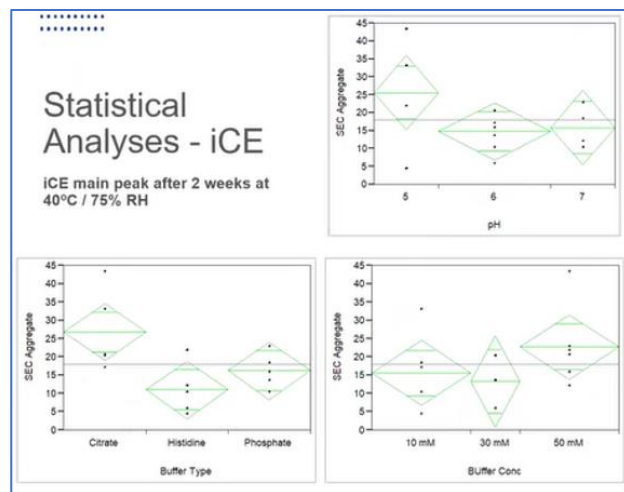 Statistical
Analyses - iCE
iCE main peak after 2 weeks at
40°C / 75% RH
SEC Aggregate
45
40
35
30
25
20
15
10
5
0
5 6 7
pH
SEC Aggregate
45
40
35
30
25
20
15
10
5
0
Citrate Histidine Phosphate
Buffer Type
SEC Aggregate
45
40
35
30
25
20
15
10
5
0
10 mM 30 mM 50 mM
BUffer Conc